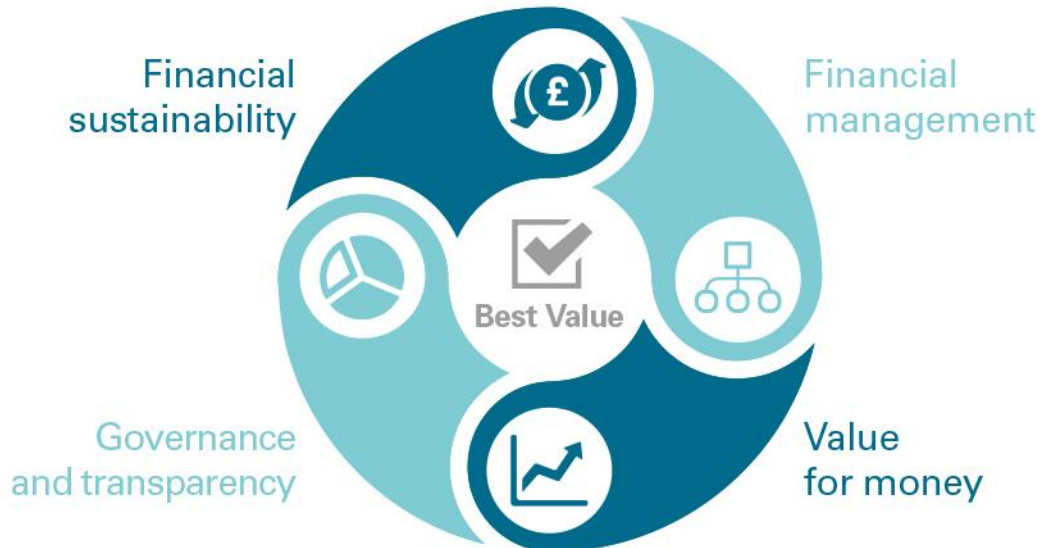 Financial
sustainability
Financial
management
£
Best Value
Governance
and transparency
Value
for money